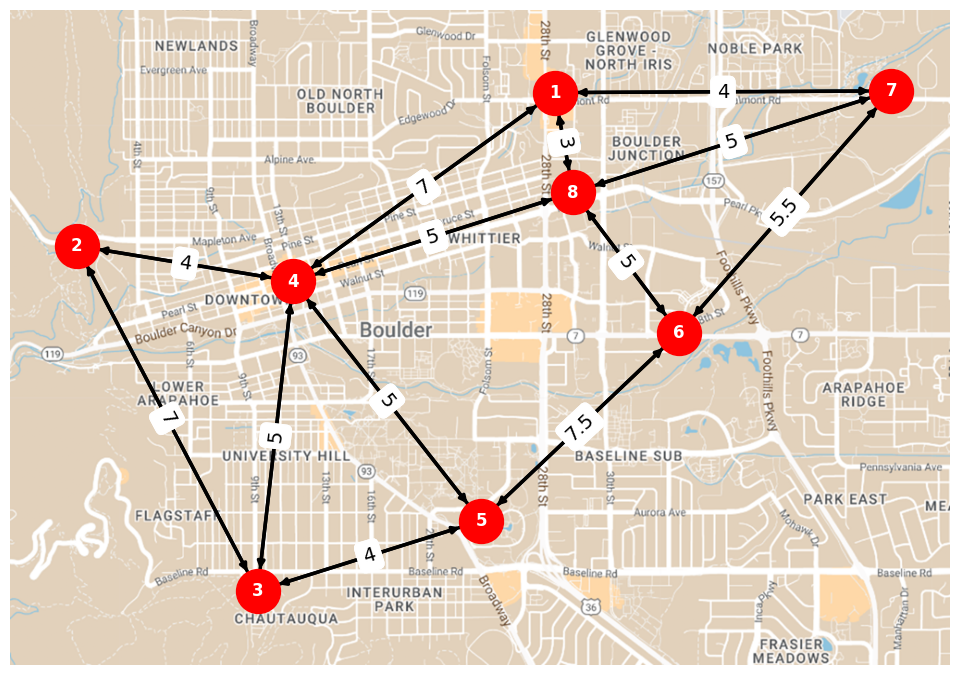 NEWLANDS
Broadway
Glenwood Dr
28th St
GLENWOOD
GROVE -
NORTH IRIS
NOBLE PARK
Evergreen Ave
Folsom St
OLD NORTH
BOULDER
Edgewood Dr
1
4
7
4th St
Alpine Ave.
3
BOULDER
JUNCTION
5
28th St
157
9th St
7
8
Pearl Pk
5.5
13th St
Pine St
2
Mapleton Ave
Pine St
5
WHITTIER
Walnut St
4
4
Walnut St
5
Foothills Pkwy
DOWNTOW
119
Pearl St
Boulder Canyon Dr
Boulder
28th St
8th St
6
7
7
119
6th St
93
17th St
Folsom St
Foothills Pkwy
LOWER
ARAPAHOE
9th St
5
ARAPAHOE
RIDGE
7
5
7.5
UNIVERSITY HILL
BASELINE SUB
93
Pennsylvania Ave
9th St
13th St
16th St
28th St
30th St
PARK EAST
MEA
FLAGSTAFF
5
Aurora Ave
Mohawk Dr
4
Baseline Rd
Baseline Rd
Baseline Rd
Baseline Rd
3
INTERURBAN
PARK
CHAUTAUQUA
Broadway
36
Manhattan Dr
FRASIER
MEADOWS